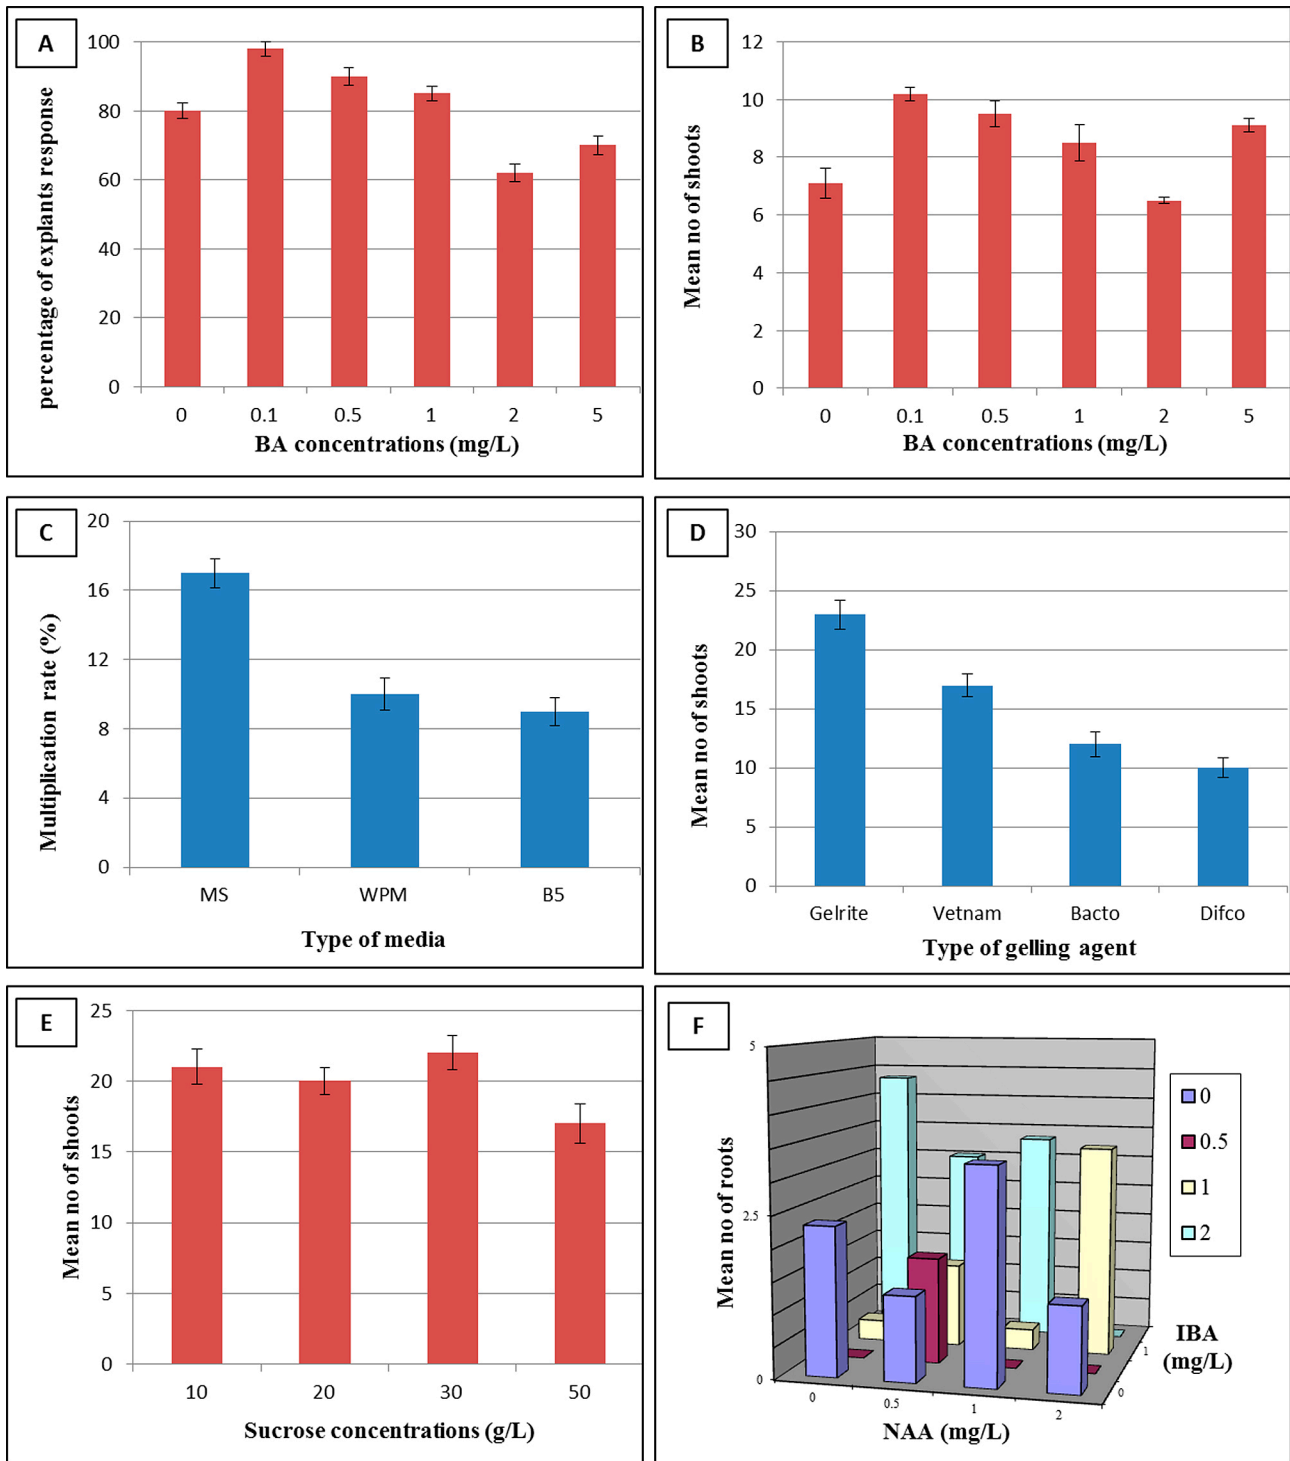 A
percentage of explants response
100
80
60
40
20
0
0 0.1 0.5 1 2 5
BA concentrations (mg/L)
B
Mean no of shoots
12
10
8
6
4
2
0
0 0.1 0.5 1 2 5
BA concentrations (mg/L)
C
Multiplication rate (%)
20
16
12
8
4
0
MS WPM B5
Type of media
D
Mean no of shoots
30
25
20
15
10
5
0
Gelrite Vetnam Bacto Difco
Type of gelling agent
E
Mean no of shoots
25
20
15
10
5
0
10 20 30 50
Sucrose concentrations (g/L)
F
Mean no of roots
5
2.5
0
0 0.5 1 2
NAA (mg/L)
0
1
IBA
(mg/L)
0
0.5
1
2